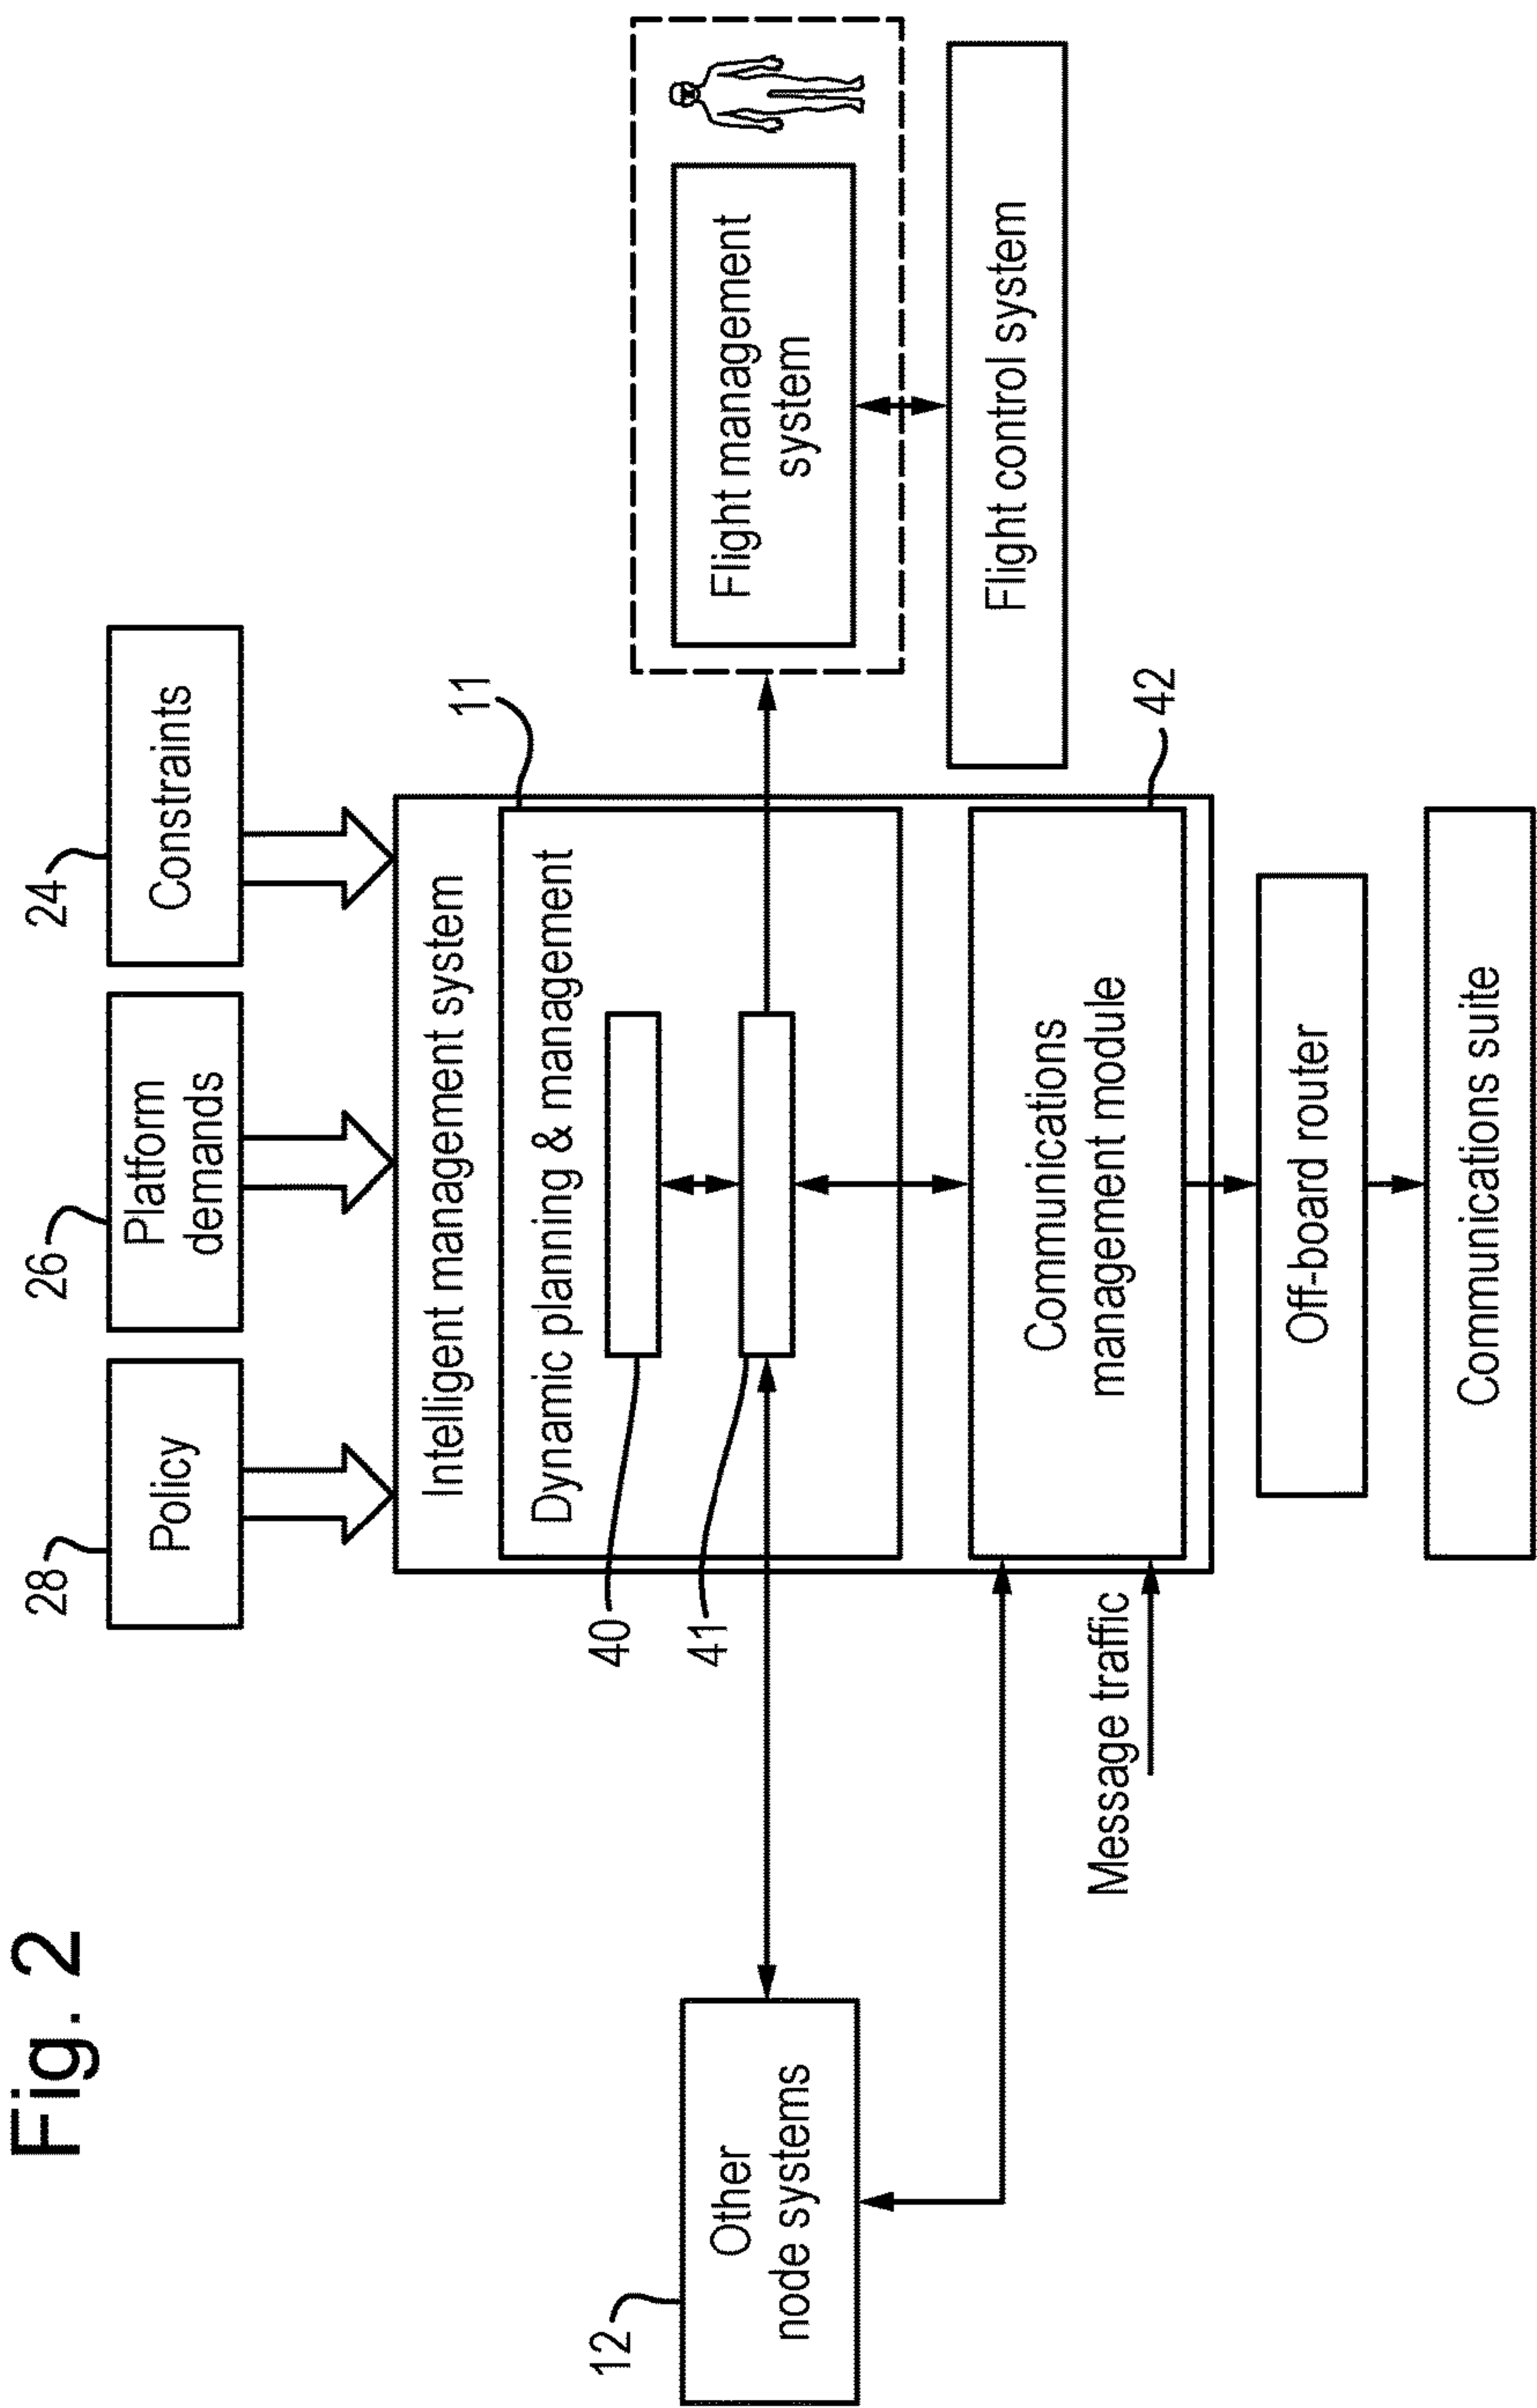 Fig. 2
28
Policy
26
Platform
demands
24
Constraints
Intelligent management system
11
Dynamic planning & management
40
41
12
Other
node systems
Flight management
system
Flight control system
Message traffic
Communications
management module
42
Off-board router
Communications suite